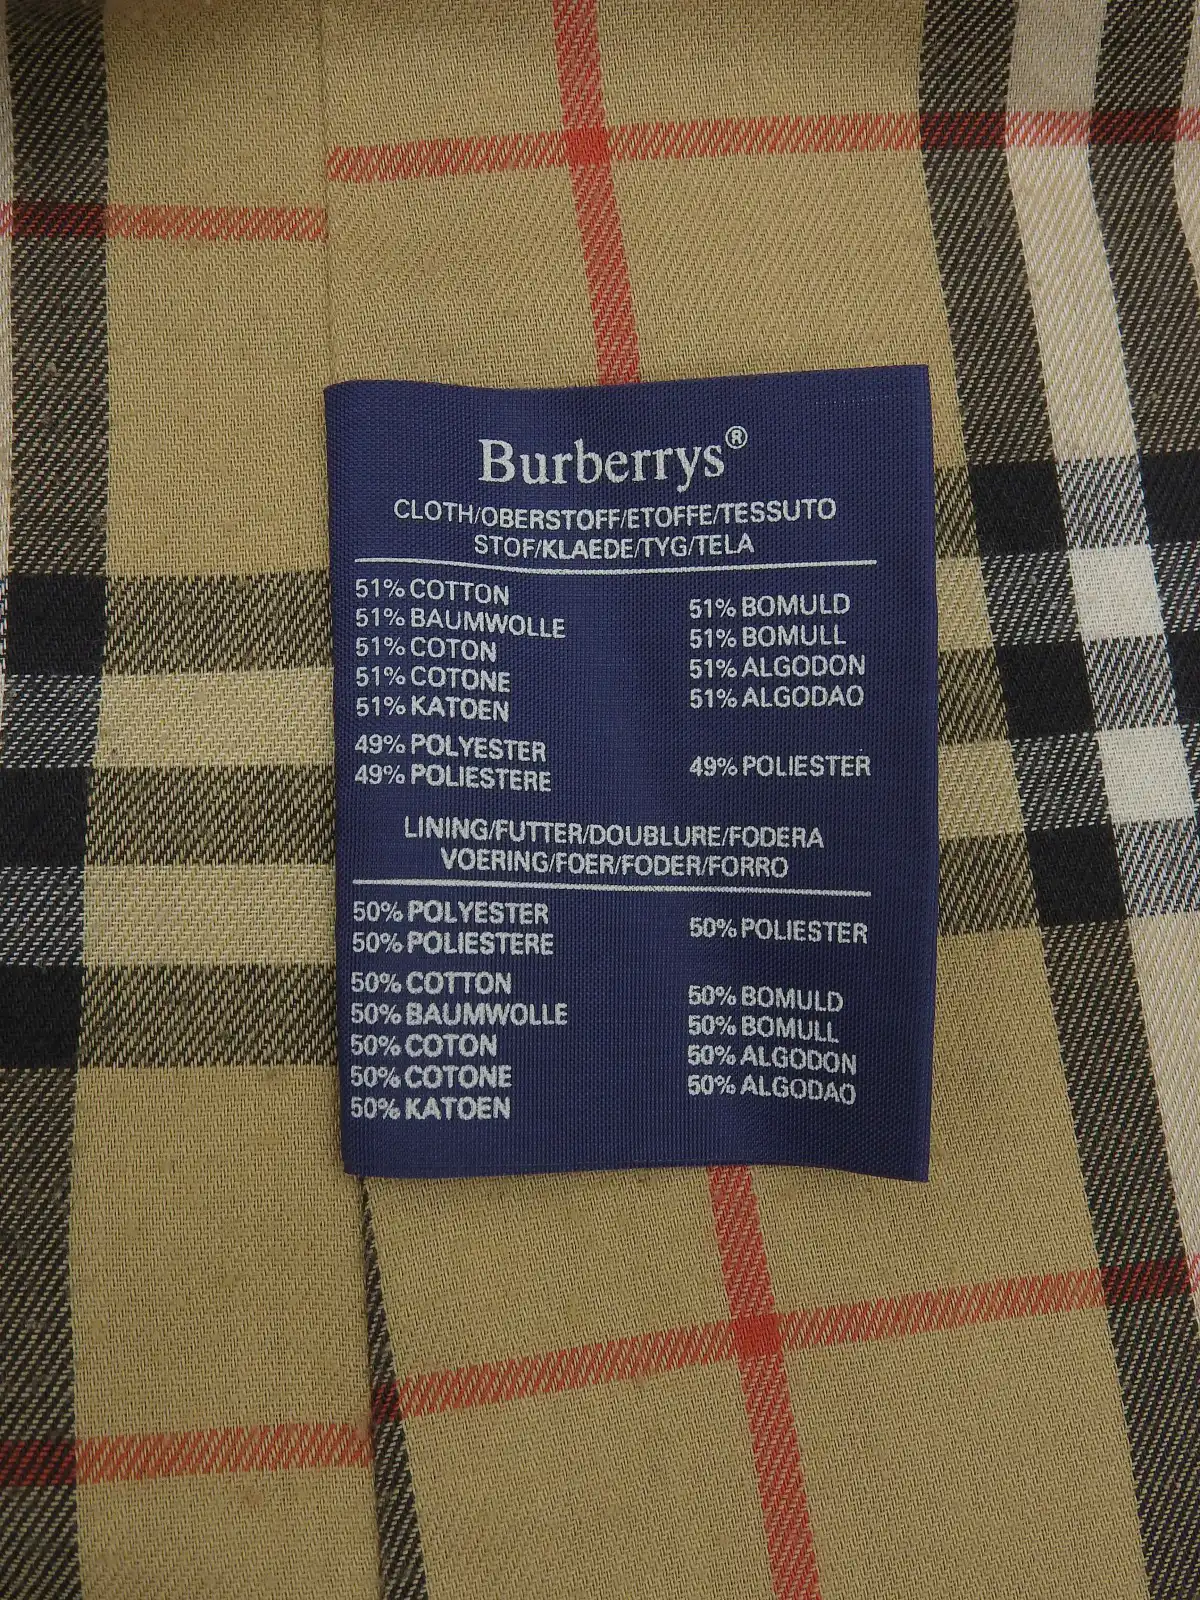 Burberrys®
CLOTH/OBERSTOFF/ETOFFE/TESSUTO
STOF/KLAEDE/TYG/TELA
51% COTTON
51% BAUMWOLLE
51% COTON
51% COTONE
51% KATOEN
49% POLYESTER
49% POLIESTERE
51% BOMULD
51% BOMULL
51% ALGODON
51% ALGODAO
49% POLIESTER
LINING/FUTTER/DOUBLURE/FODERA
VOERING/FOER/FODER/FORRO
50% POLYESTER
50% POLIESTERE
50% COTTON
50% BAUMWOLLE
50% COTON
50% COTONE
50% KATOEN
50% POLIESTER
50% BOMULD
50% BOMULL
50% ALGODON
50% ALGODAO